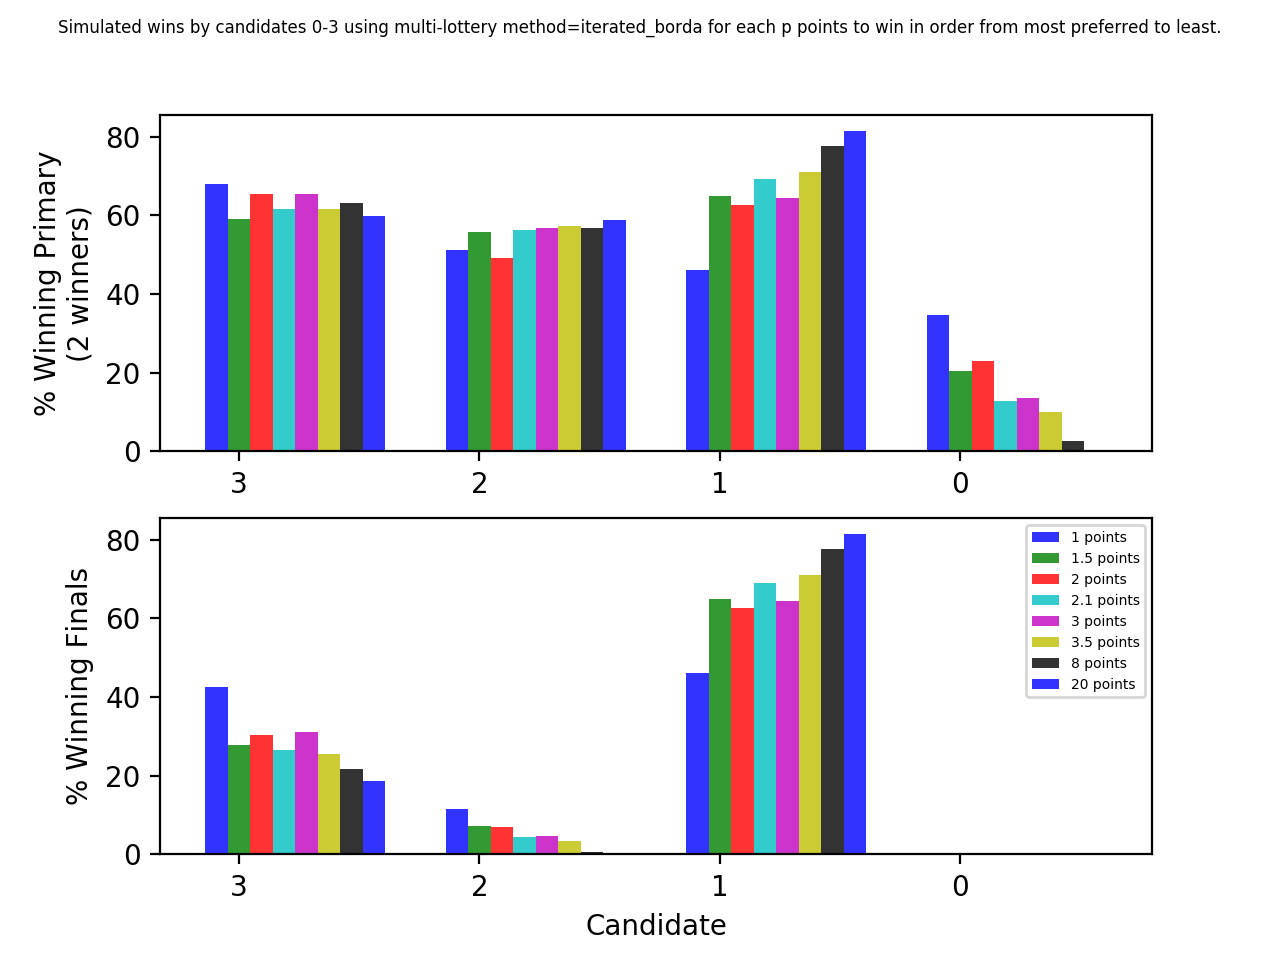 Simulated wins by candidates 0-3 using multi-lottery method=iterated_borda for each p points to win in order from most preferred to least.
% Winning Primary
(2 winners)
80
60
40
20
0
3 2 1 0
% Winning Finals
80
60
40
20
0
1 points
1.5 points
2 points
2.1 points
3 points
3.5 points
8 points
20 points
3 2 1 0
Candidate